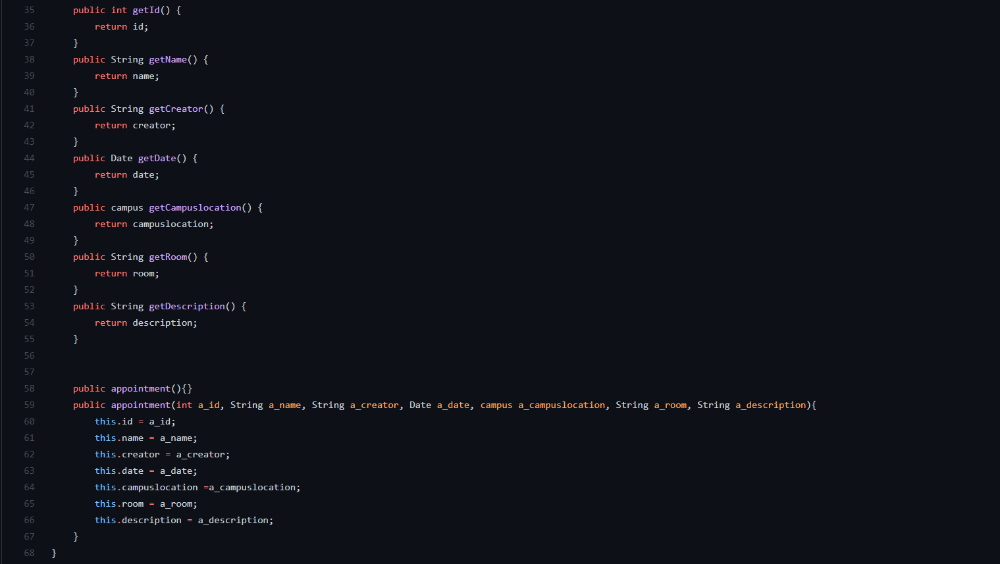 35 public int getId() {
36 return id;
37 }
38 public String getName() {
39 return name;
40 }
41 public String getCreator() {
42 return creator;
43 }
44 public Date getDate() {
45 return date;
46 }
47 public campus getCampuslocation() {
48 return campuslocation;
49 }
50 public String getRoom() {
51 return room;
52 }
53 public String getDescription() {
54 return description;
55 }
56
57
58 public appointment(){}
59 public appointment(int a_id, String a_name, String a_creator, Date a_date, campus a_campuslocation, String a_room, String a_description){
60 this.id = a_id;
61 this.name = a_name;
62 this.creator = a_creator;
63 this.date = a_date;
64 this.campuslocation =a_campuslocation;
65 this.room = a_room;
66 this.description = a_description;
67 }
68 }